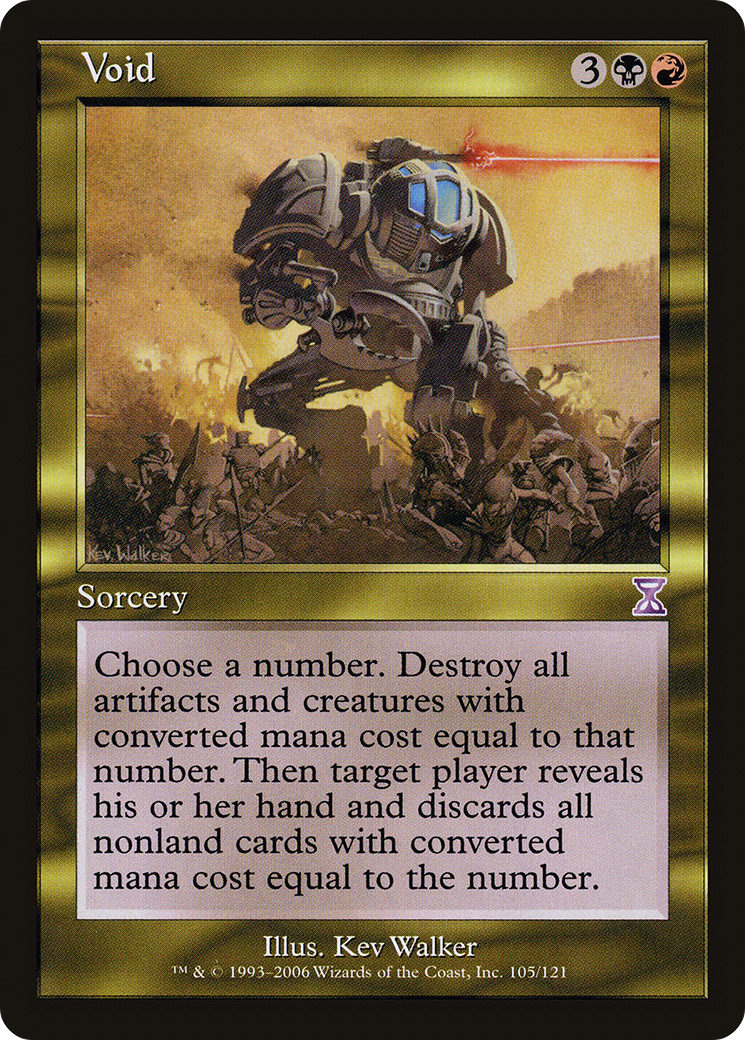 Void
3
Kev. Walker
Sorcery
Choose a number. Destroy all
artifacts and creatures with
converted mana cost equal to that
number. Then target player reveals
his or her hand and discards all
nonland cards with converted
mana cost equal to the number.
Illus. Kev Walker
™ & © 1993–2006 Wizards of the Coast, Inc. 105/121